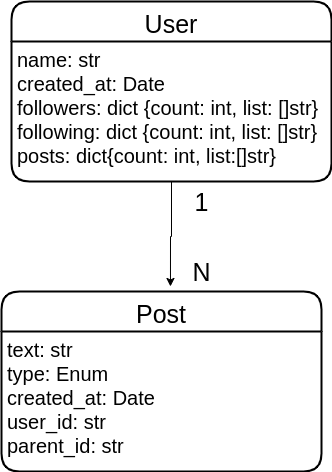 User
name: str
created_at: Date
followers: dict {count: int, list: []str}
following: dict {count: int, list: []str}
posts: dict{count: int, list:[]str}
1
N
Post
text: str
type: Enum
created_at: Date
user_id: str
parent_id: str